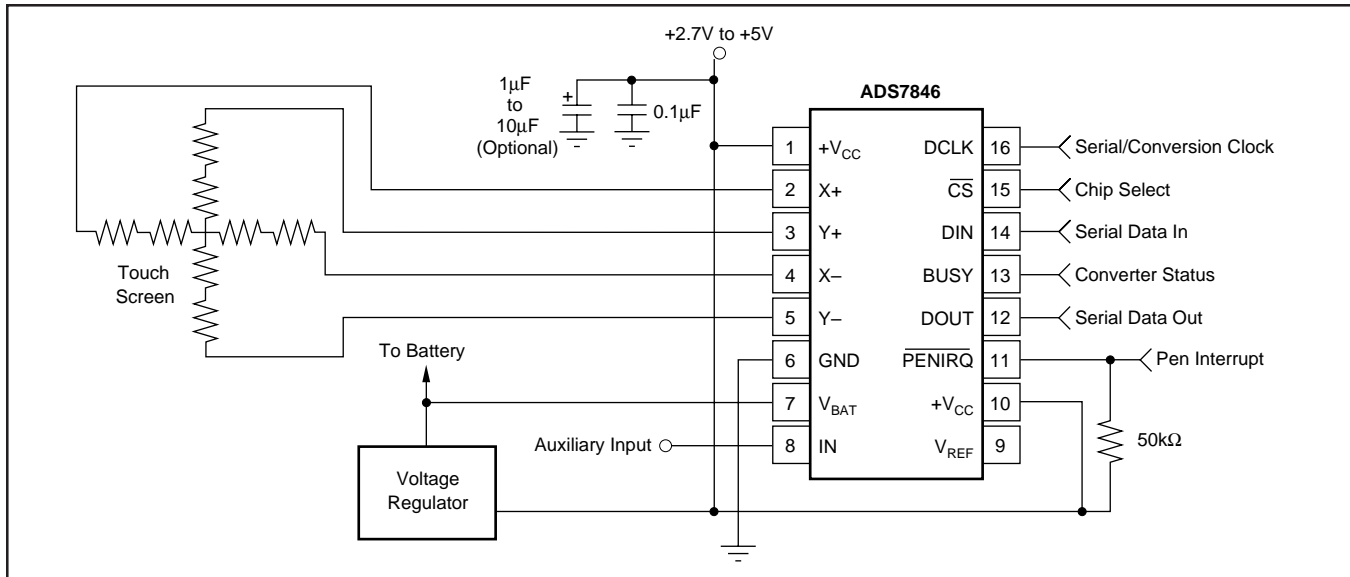 +2.7V to +5V
1μF
to
10μF
(Optional)
+
0.1μF
ADS7846
1 +VCC DCLK 16 Serial/Conversion Clock
2 X+ CS 15 Chip Select
3 Y+ DIN 14 Serial Data In
4 X– BUSY 13 Converter Status
5 Y– DOUT 12 Serial Data Out
6 GND PENIRQ 11 Pen Interrupt
7 VBAT +VCC 10
8 IN VREF 9
Touch
Screen
To Battery
Auxiliary Input
50kΩ
Voltage
Regulator